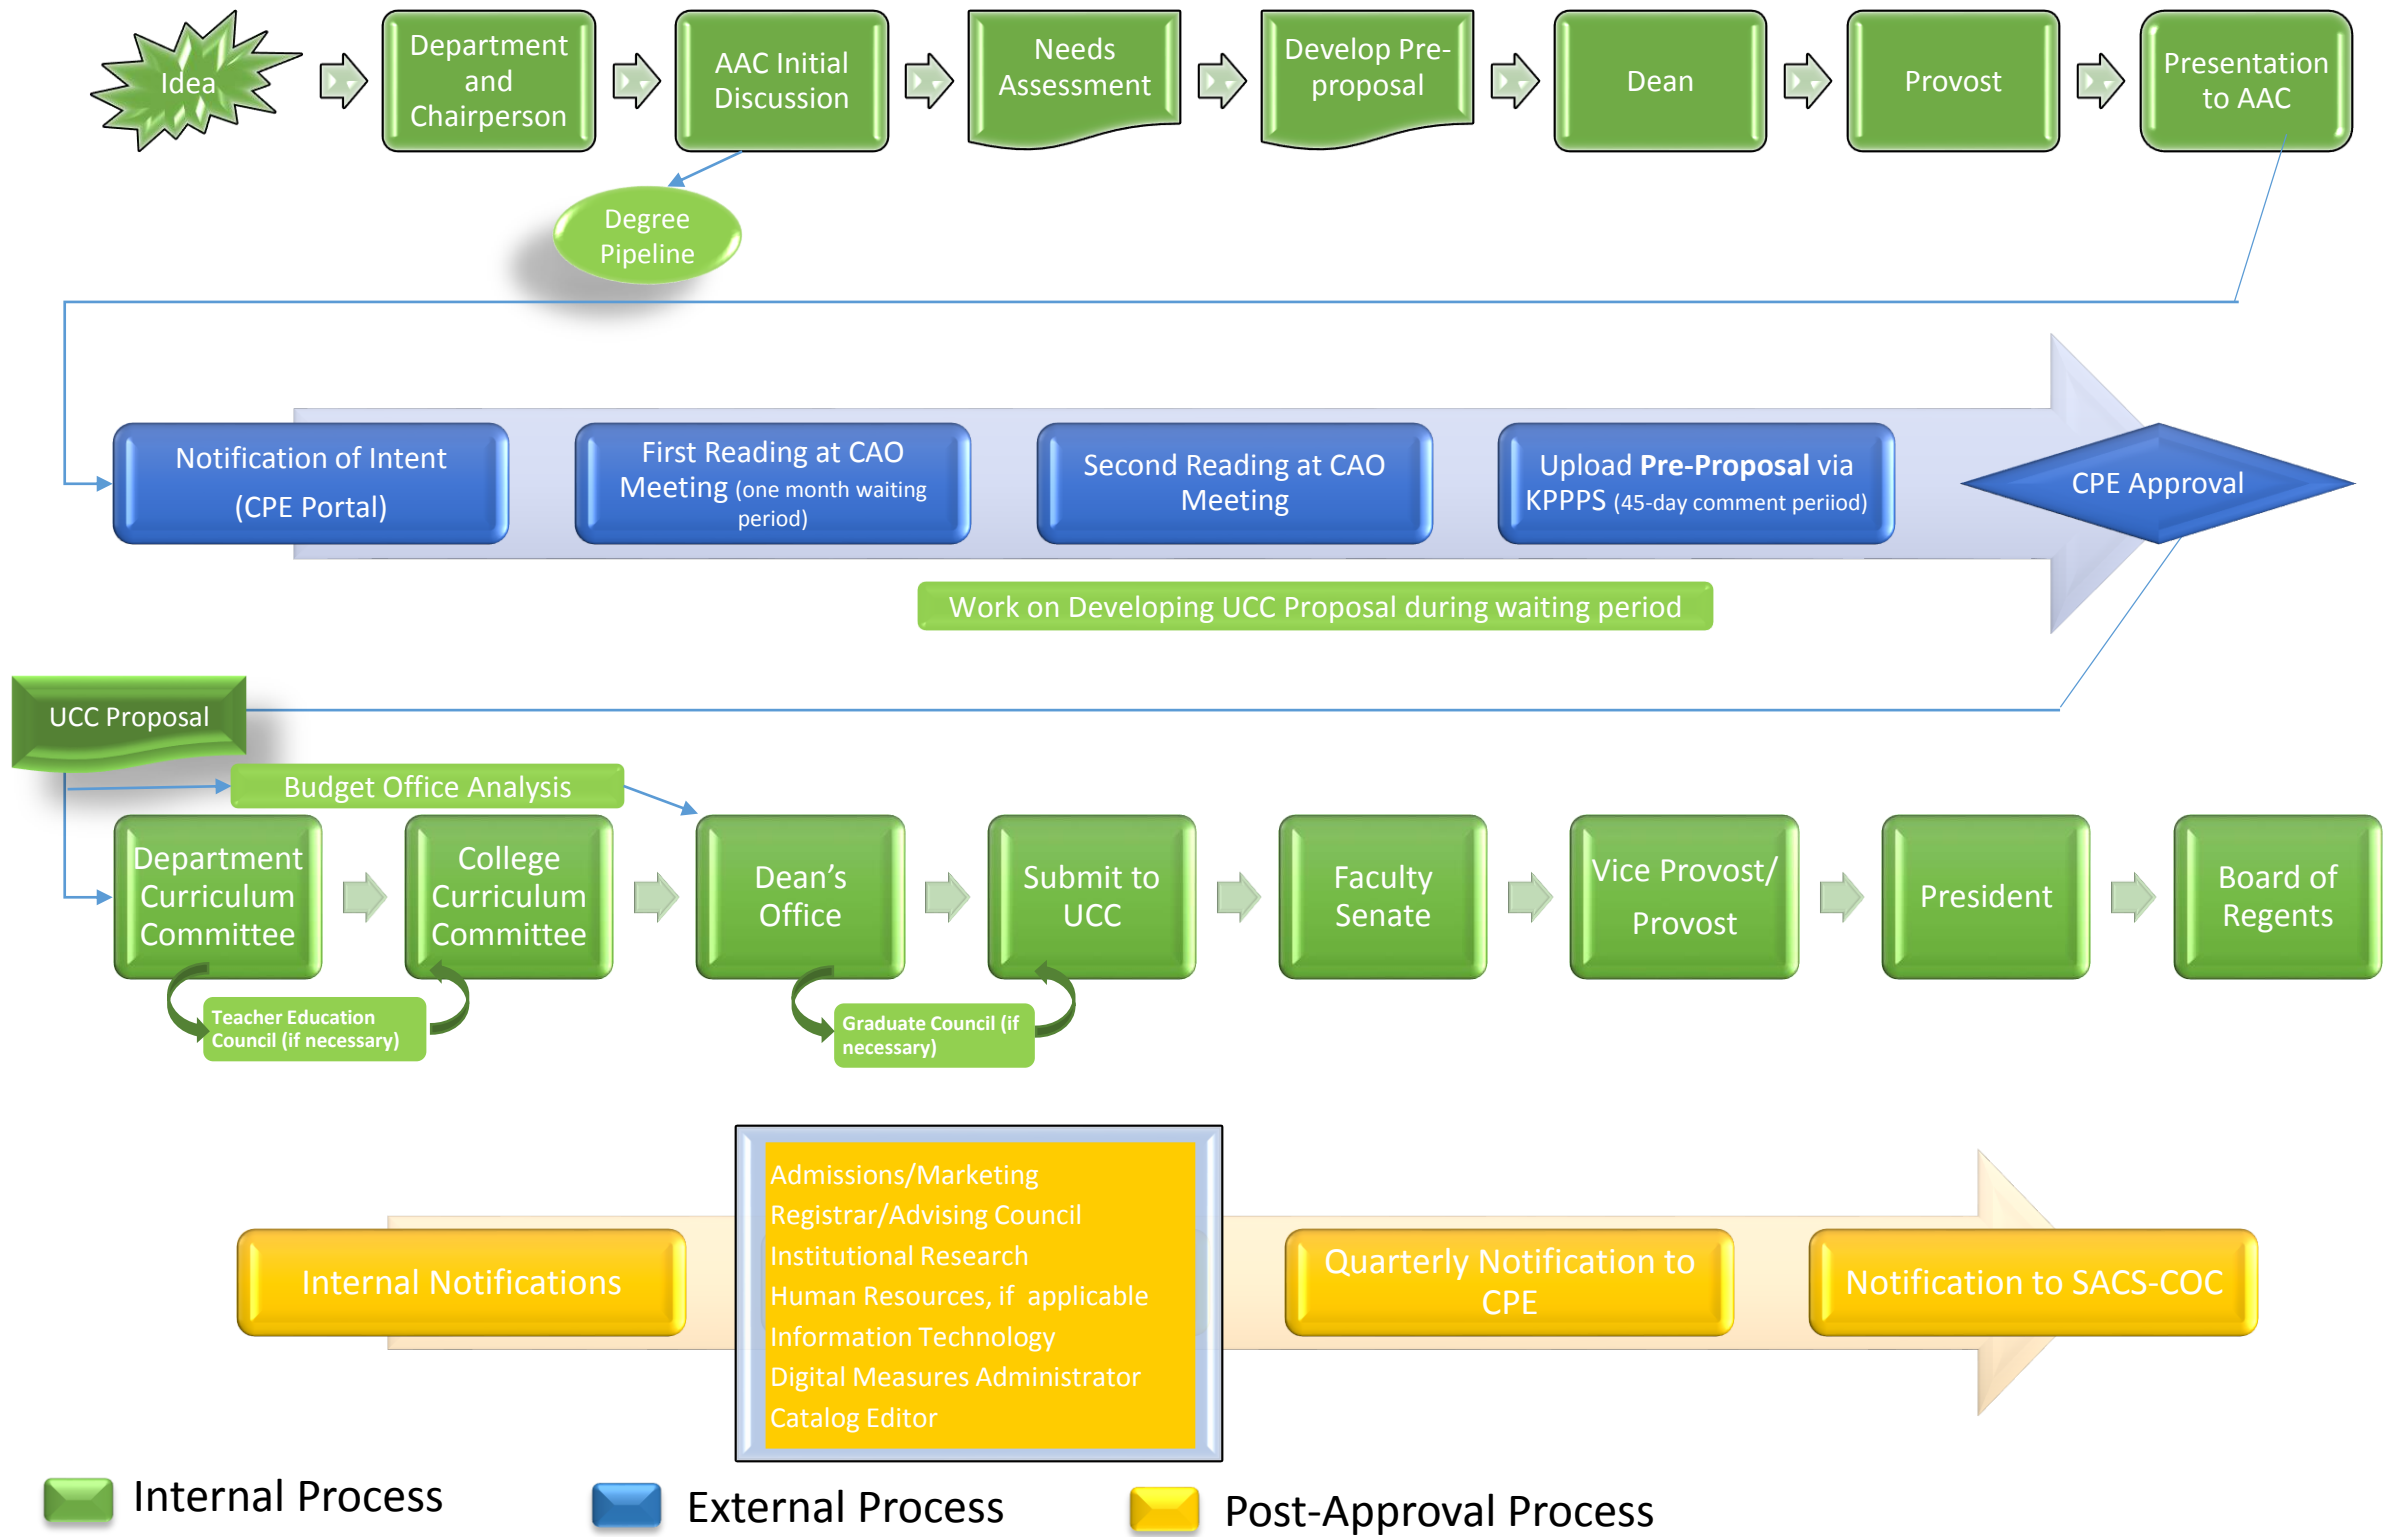 Idea
Department
and
Chairperson
AAC Initial
Discussion
Needs
Assessment
Develop Pre-
proposal
Dean
Provost
Presentation
to AAC
Degree
Pipeline
Notification of Intent
(CPE Portal)
First Reading at CAO
Meeting (one month waiting
period)
Second Reading at CAO
Meeting
Upload Pre-Proposal via
KPPPS (45-day comment periiod)
CPE Approval
Work on Developing UCC Proposal during waiting period
UCC Proposal
Budget Office Analysis
Department
Curriculum
Committee
College
Curriculum
Committee
Dean’s
Office
Submit to
UCC
Faculty
Senate
Vice Provost/
Provost
President
Board of
Regents
Teacher Education
Council (if necessary)
Graduate Council (if
necessary)
Internal Notifications
Admissions/Marketing
Registrar/Advising Council
Institutional Research
Human Resources, if  applicable
Information Technology
Digital Measures Administrator
Catalog Editor
Quarterly Notification to
CPE
Notification to SACS-COC
Internal Process
External Process
Post-Approval Process